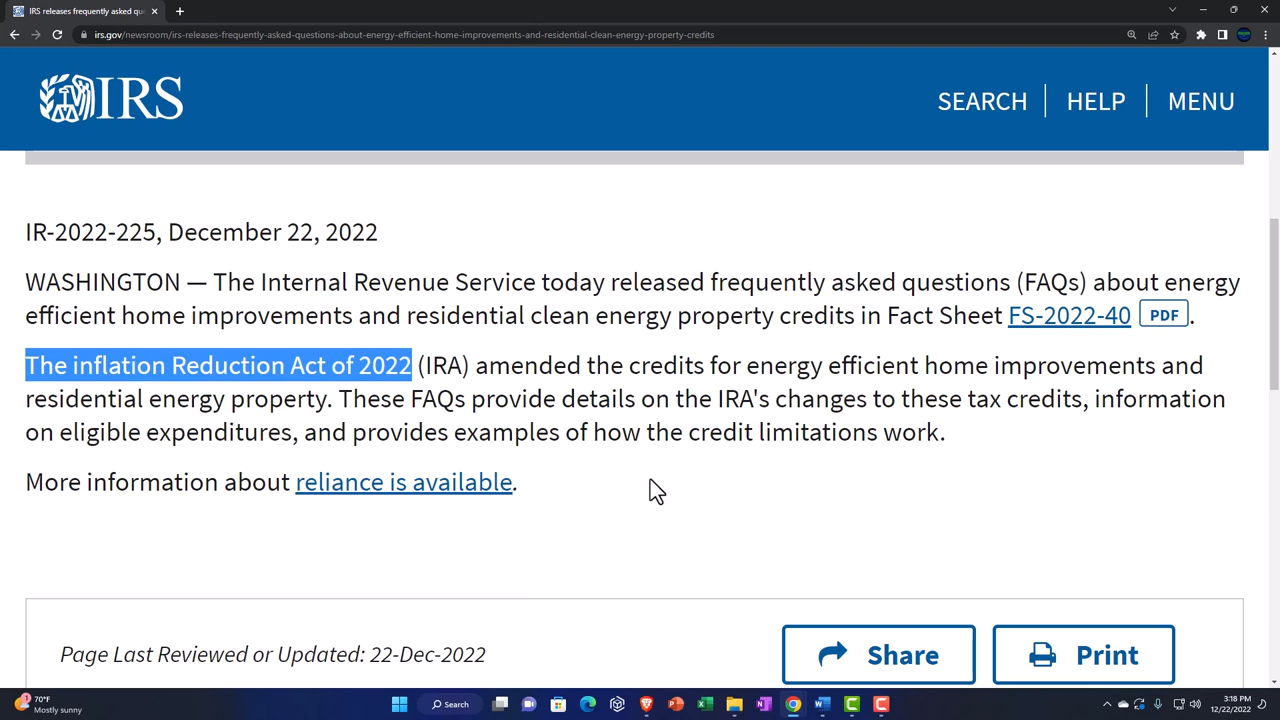 IRS releases frequently asked qu
irs.gov/newsroom/irs-releases-frequently-asked-questions-about-energy-efficient-home-improvements-and-residential-clean-energy-property-credits
IRS
SEARCH HELP MENU
IR-2022-225, December 22, 2022
WASHINGTON — The Internal Revenue Service today released frequently asked questions (FAQs) about energy
efficient home improvements and residential clean energy property credits in Fact Sheet FS-2022-40 PDF.
The inflation Reduction Act of 2022 (IRA) amended the credits for energy efficient home improvements and
residential energy property. These FAQs provide details on the IRA's changes to these tax credits, information
on eligible expenditures, and provides examples of how the credit limitations work.
More information about reliance is available.
Page Last Reviewed or Updated: 22-Dec-2022
Share
Print
70°F
Mostly sunny
Search
3:18 PM
12/22/2022